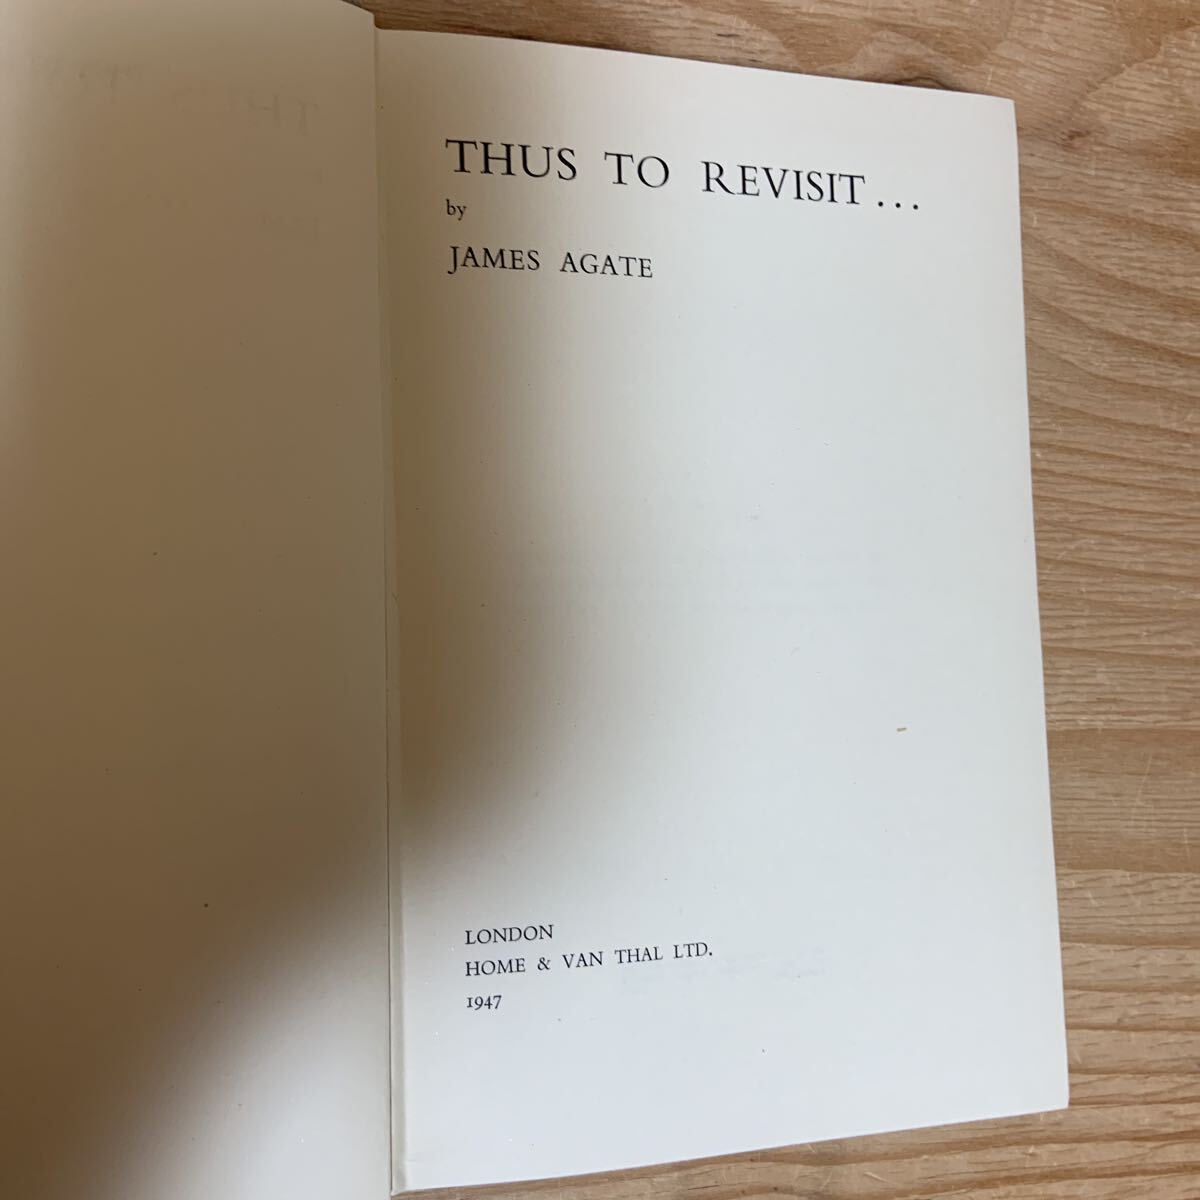 THUS TO REVISIT...
by
JAMES AGATE
LONDON
HOME & VAN THAL LTD.
1947